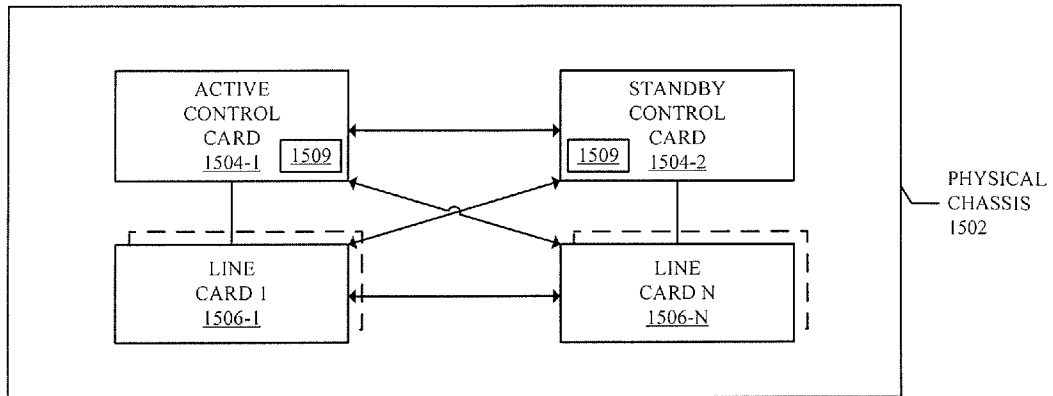 ACTIVE
CONTROL
CARD
1504-1
1509
STANDBY
CONTROL
CARD
1504-2
1509
PHYSICAL
CHASSIS
1502
LINE
CARD 1
1506-1
LINE
CARD N
1506-N